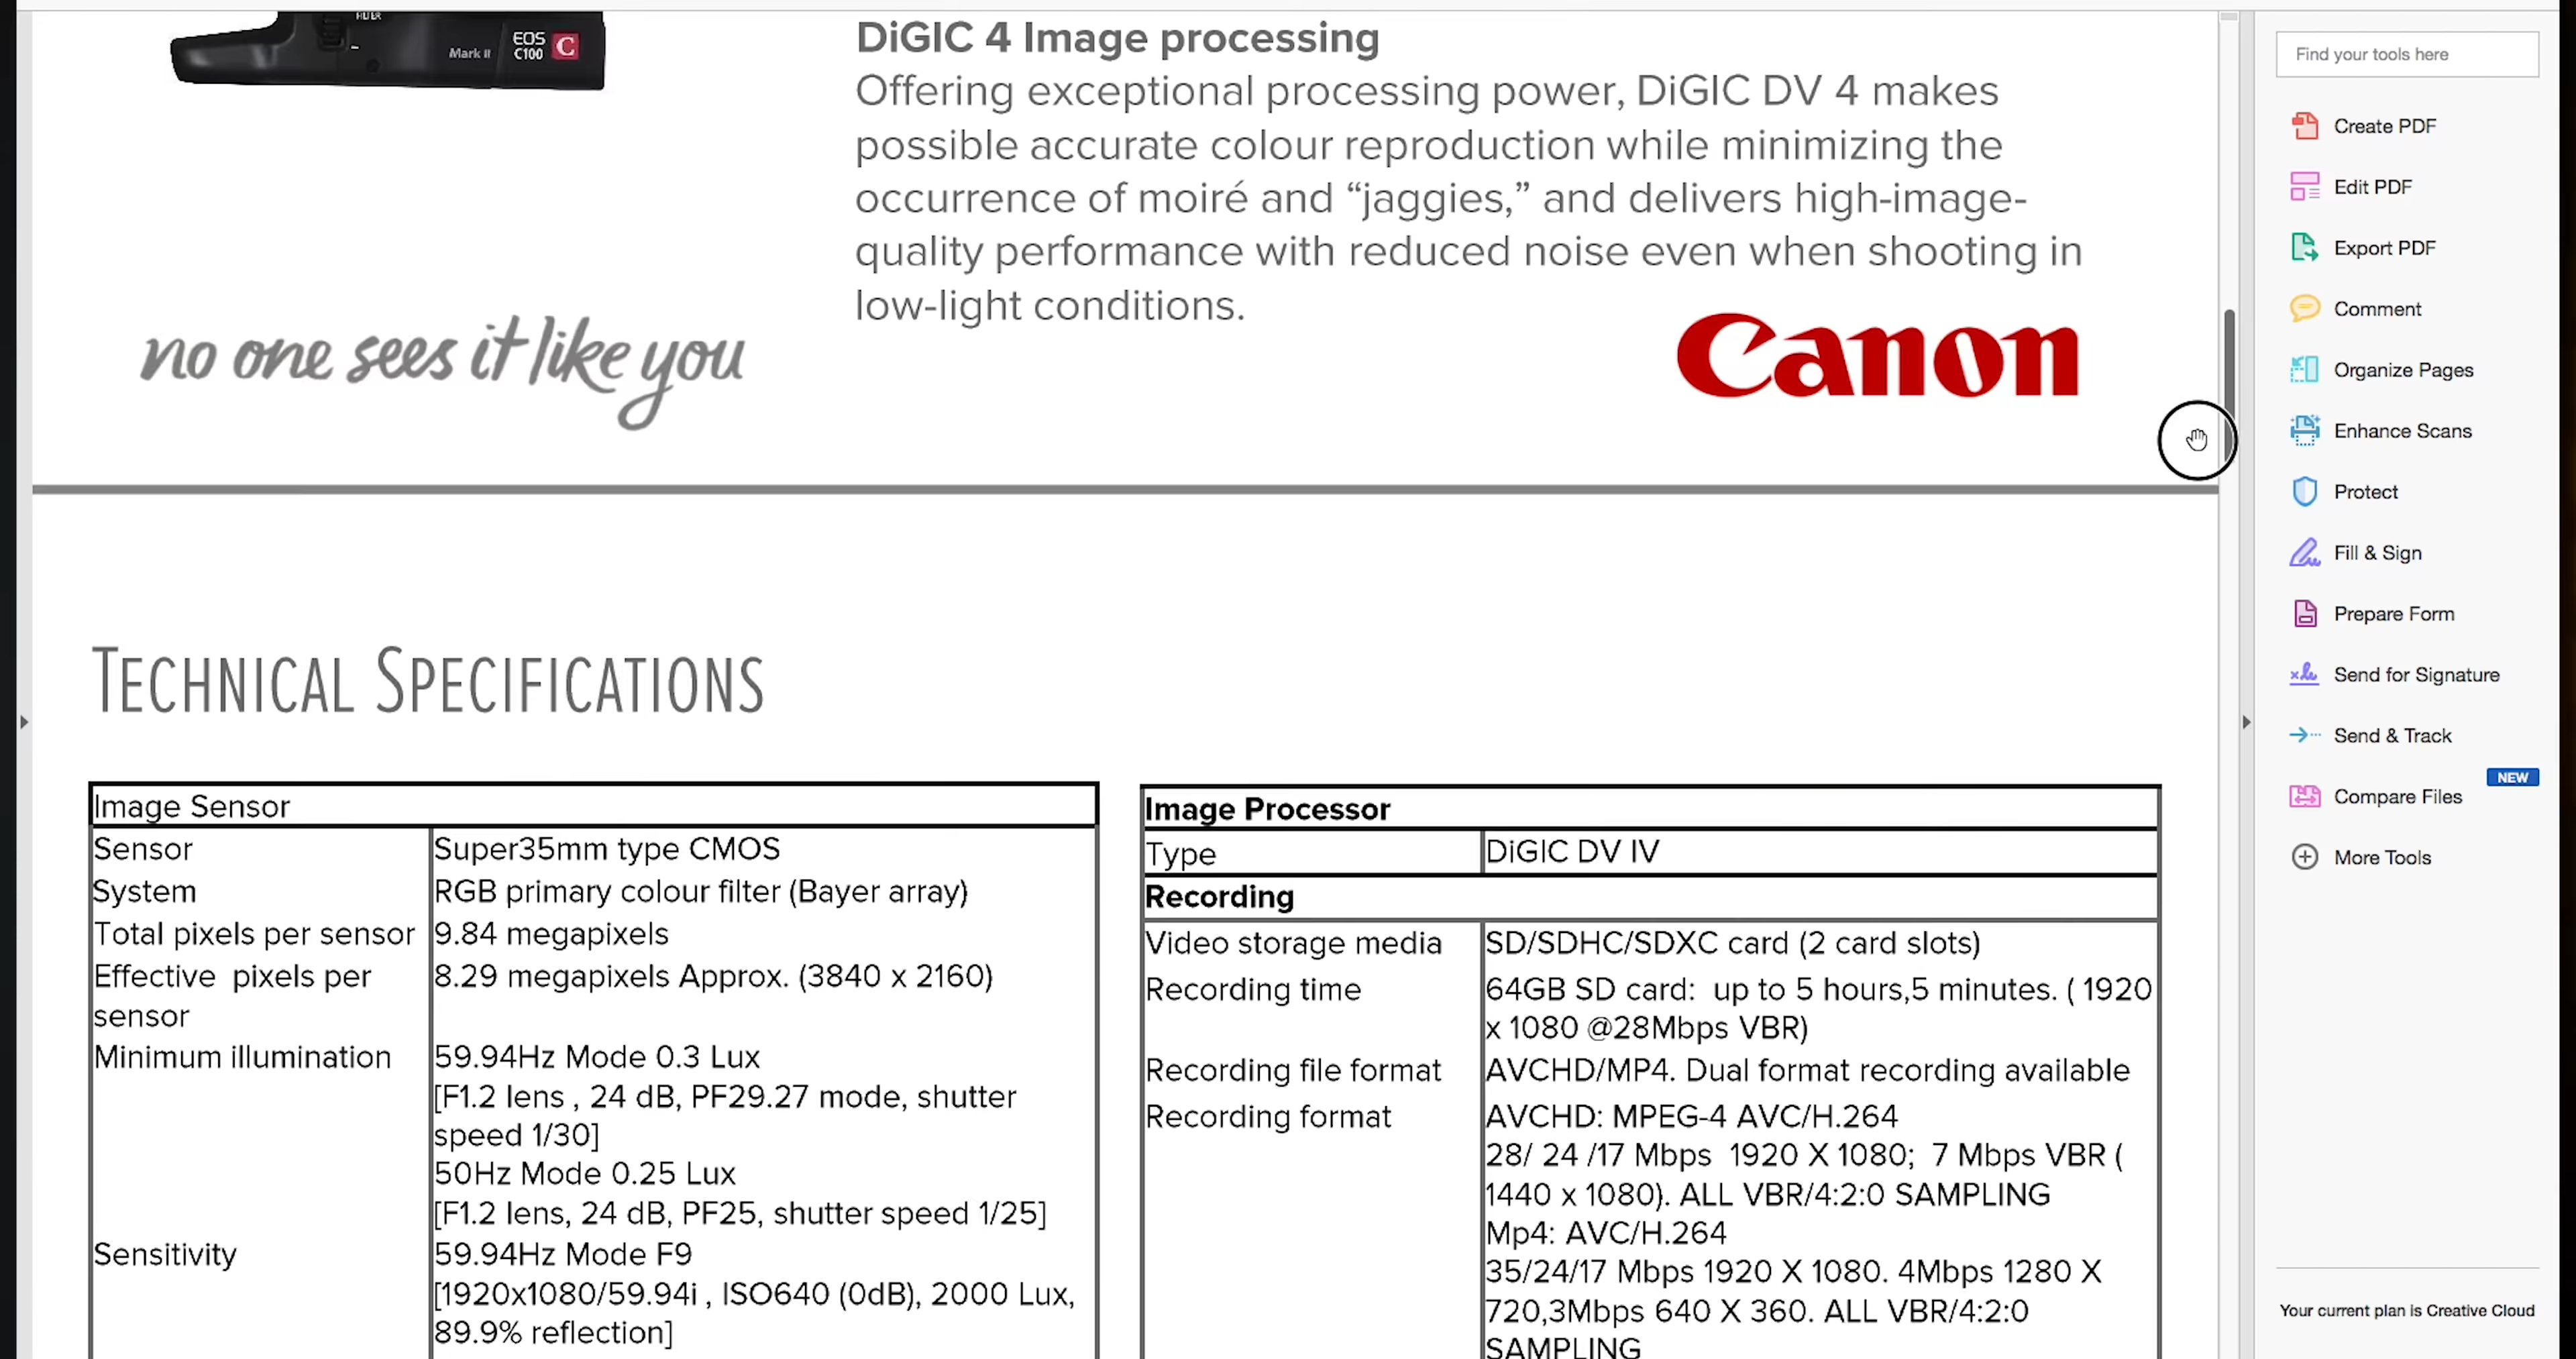 FILTER
Mark II
EOS
C100
C
DiGIC 4 Image processing
Offering exceptional processing power, DiGIC DV 4 makes
possible accurate colour reproduction while minimizing the
occurrence of moiré and “jaggies,” and delivers high-image-
quality performance with reduced noise even when shooting in
low-light conditions.
no one sees it like you
Canon
TECHNICAL SPECIFICATIONS
Image Sensor
Sensor
Super35mm type CMOS
System
RGB primary colour filter (Bayer array)
Total pixels per sensor
9.84 megapixels
Effective pixels per
sensor
8.29 megapixels Approx. (3840 x 2160)
Minimum illumination
59.94Hz Mode 0.3 Lux
[F1.2 lens , 24 dB, PF29.27 mode, shutter
speed 1/30]
50Hz Mode 0.25 Lux
[F1.2 lens, 24 dB, PF25, shutter speed 1/25]
Sensitivity
59.94Hz Mode F9
[1920x1080/59.94i , ISO640 (0dB), 2000 Lux,
89.9% reflection]
Image Processor
Type
DiGIC DV IV
Recording
Video storage media
SD/SDHC/SDXC card (2 card slots)
Recording time
64GB SD card: up to 5 hours,5 minutes. ( 1920
x 1080 @28Mbps VBR)
Recording file format
AVCHD/MP4. Dual format recording available
Recording format
AVCHD: MPEG-4 AVC/H.264
28/ 24 /17 Mbps 1920 X 1080; 7 Mbps VBR (
1440 x 1080). ALL VBR/4:2:0 SAMPLING
Mp4: AVC/H.264
35/24/17 Mbps 1920 X 1080. 4Mbps 1280 X
720,3Mbps 640 X 360. ALL VBR/4:2:0
SAMPLING
Find your tools here
Create PDF
Edit PDF
Export PDF
Comment
Organize Pages
Enhance Scans
Protect
Fill & Sign
Prepare Form
Send for Signature
Send & Track
NEW
Compare Files
More Tools
Your current plan is Creative Cloud